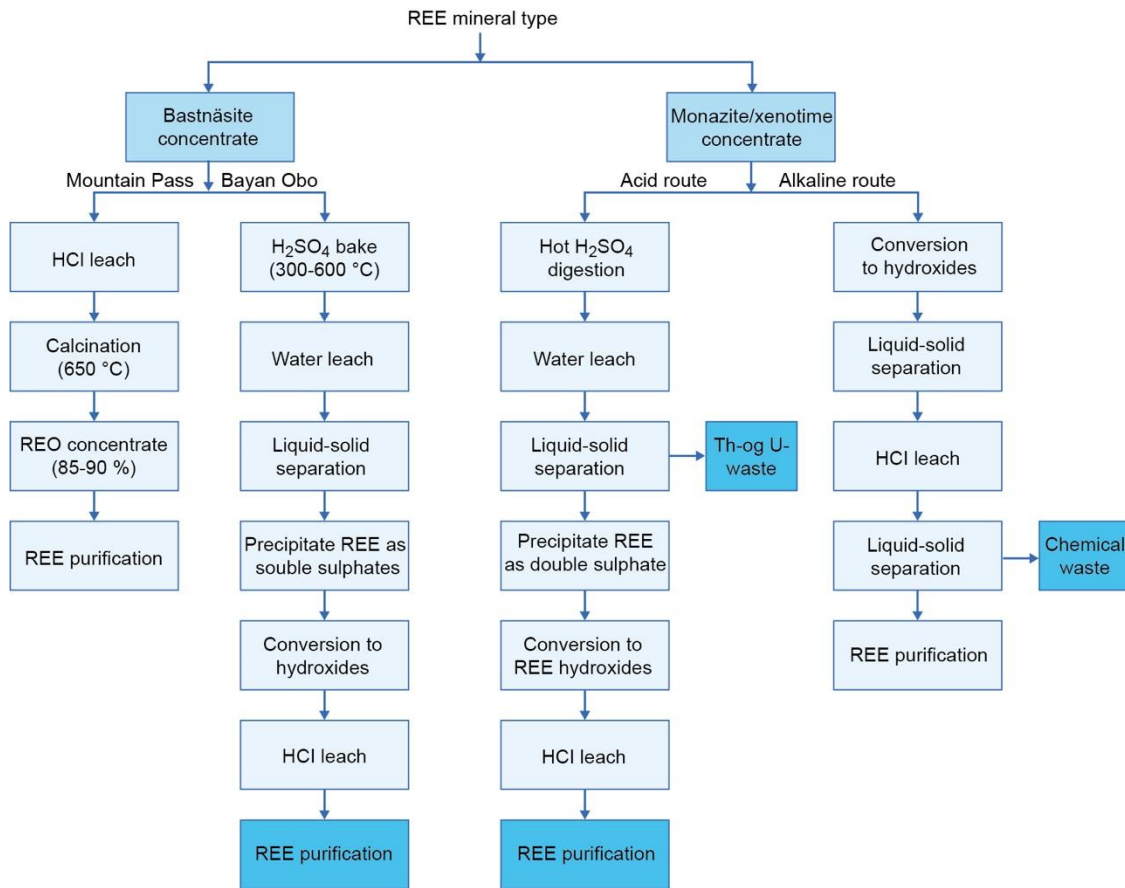 REE mineral type
Bastnäsite
concentrate
Monazite/xenotime
concentrate
Mountain Pass
Bayan Obo
Acid route
Alkaline route
HCl leach
Calcination
(650 °C)
REO concentrate
(85-90 %)
REE purification
H₂SO₄ bake
(300-600 °C)
Water leach
Liquid-solid
separation
Precipitate REE as
souble sulphates
Conversion to
hydroxides
HCl leach
REE purification
Hot H₂SO₄
digestion
Water leach
Liquid-solid
separation
Th-og U-
waste
Precipitate REE
as double sulphate
Conversion to
REE hydroxides
HCl leach
REE purification
Conversion
to hydroxides
Liquid-solid
separation
HCl leach
Liquid-solid
separation
Chemical
waste
REE purification